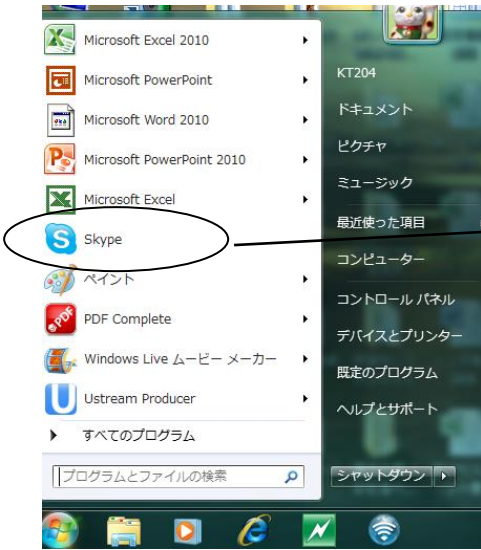 Microsoft Excel 2010
Microsoft PowerPoint
Microsoft Word 2010
Microsoft PowerPoint 2010
Microsoft Excel
Skype
ペイント
PDF Complete
Windows Live ムービー メーカー
Ustream Producer
すべてのプログラム
プログラムとファイルの検索
KT204
ドキュメント
ピクチャ
ミュージック
最近使った項目
コンピューター
コントロール パネル
デバイスとプリンター
既定のプログラム
ヘルプとサポート
シャットダウン